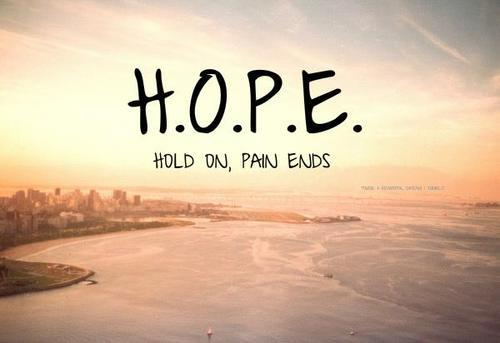 H.O.P.E.
HOLD ON, PAIN ENDS